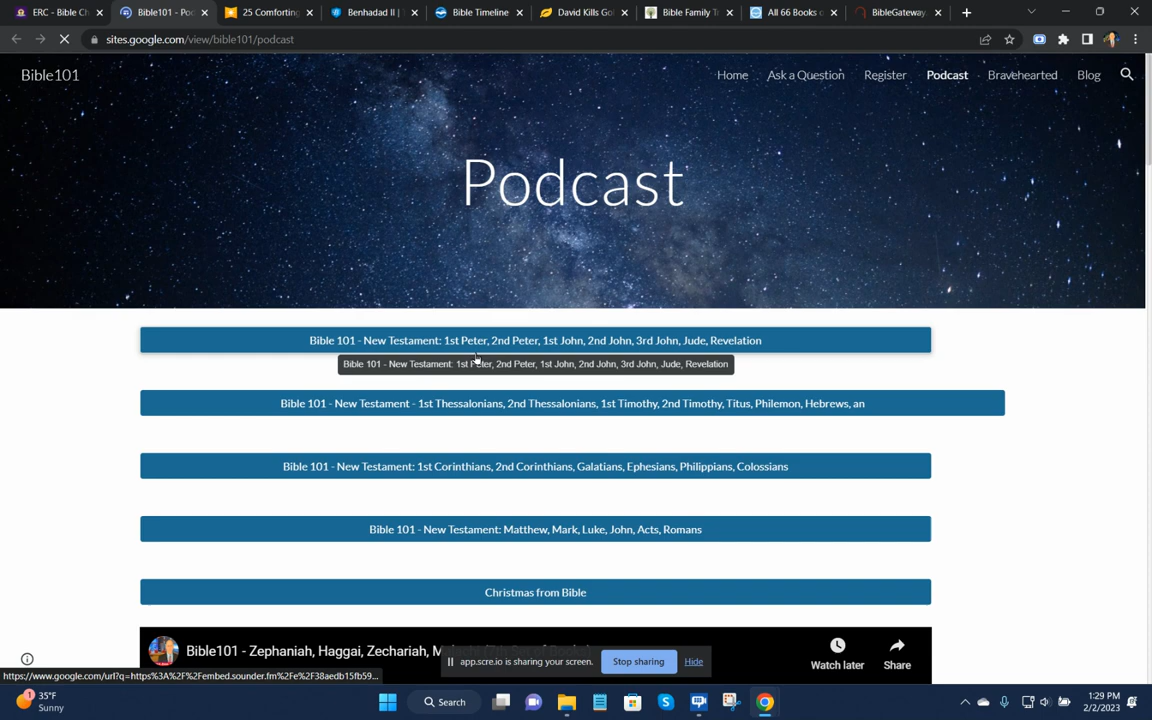 ERC - Bible Ch
Bible101 - Po
25 Comforting
Benhadad II |
Bible Timeline
David Kills Go
Bible Family T
All 66 Books o
BibleGateway
sites.google.com/view/bible101/podcast
Bible101
Home
Ask a Question
Register
Podcast
Bravehearted
Blog
Podcast
Bible 101 - New Testament: 1st Peter, 2nd Peter, 1st John, 2nd John, 3rd John, Jude, Revelation
Bible 101 - New Testament: 1st Peter, 2nd Peter, 1st John, 2nd John, 3rd John, Jude, Revelation
Bible 101 - New Testament - 1st Thessalonians, 2nd Thessalonians, 1st Timothy, 2nd Timothy, Titus, Philemon, Hebrews, an
Bible 101 - New Testament: 1st Corinthians, 2nd Corinthians, Galatians, Ephesians, Philippians, Colossians
Bible 101 - New Testament: Matthew, Mark, Luke, John, Acts, Romans
Christmas from Bible
Bible101 - Zephaniah, Haggai, Zechariah,
Watch later
Share
app.scre.io is sharing your screen.
Stop sharing
Hide
https://www.google.com/url?q=https%3A%2F%2Fembed.sounder.fm%2Fe%2F38aedb15fb59...
1
35°F
Sunny
Search
1:29 PM
2/2/2023